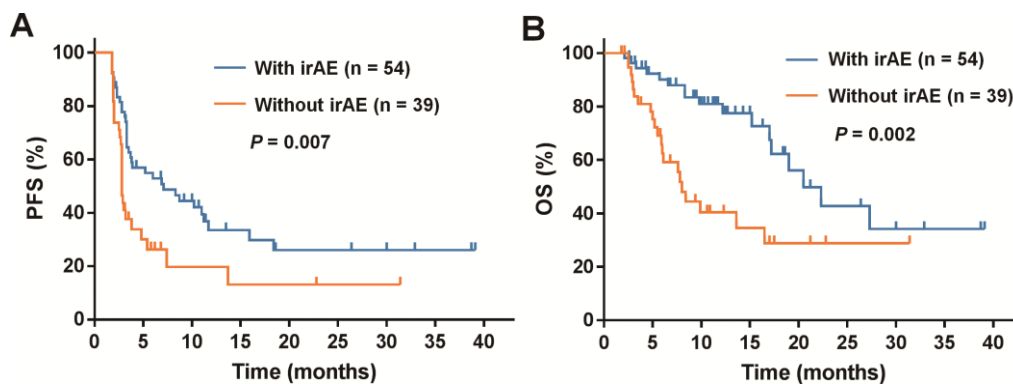 A
100
80
60
40
20
0
PFS (%)
With irAE (n = 54)
Without irAE (n = 39)
P = 0.007
0 5 10 15 20 25 30 35 40
Time (months)
B
100
80
60
40
20
0
OS (%)
With irAE (n = 54)
Without irAE (n = 39)
P = 0.002
0 5 10 15 20 25 30 35 40
Time (months)